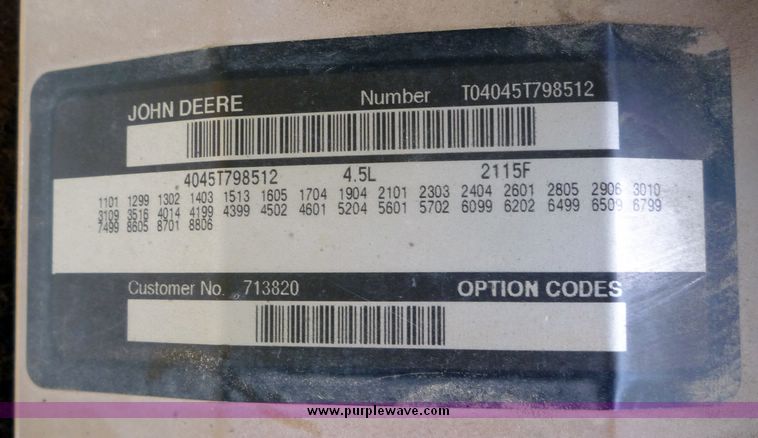 JOHN DEERE Number T04045T798512
4045T798512 4.5L 2115F
1101 1299 1302 1403 1513 1605 1704 1904 2101 2303 2404 2601 2805 2906 3010
3109 3516 4014 4199 4399 4502 4601 5204 5601 5702 6099 6202 6499 6509 6799
7499 8605 8701 8806
Customer No. 713820 OPTION CODES
www.purplewave.com